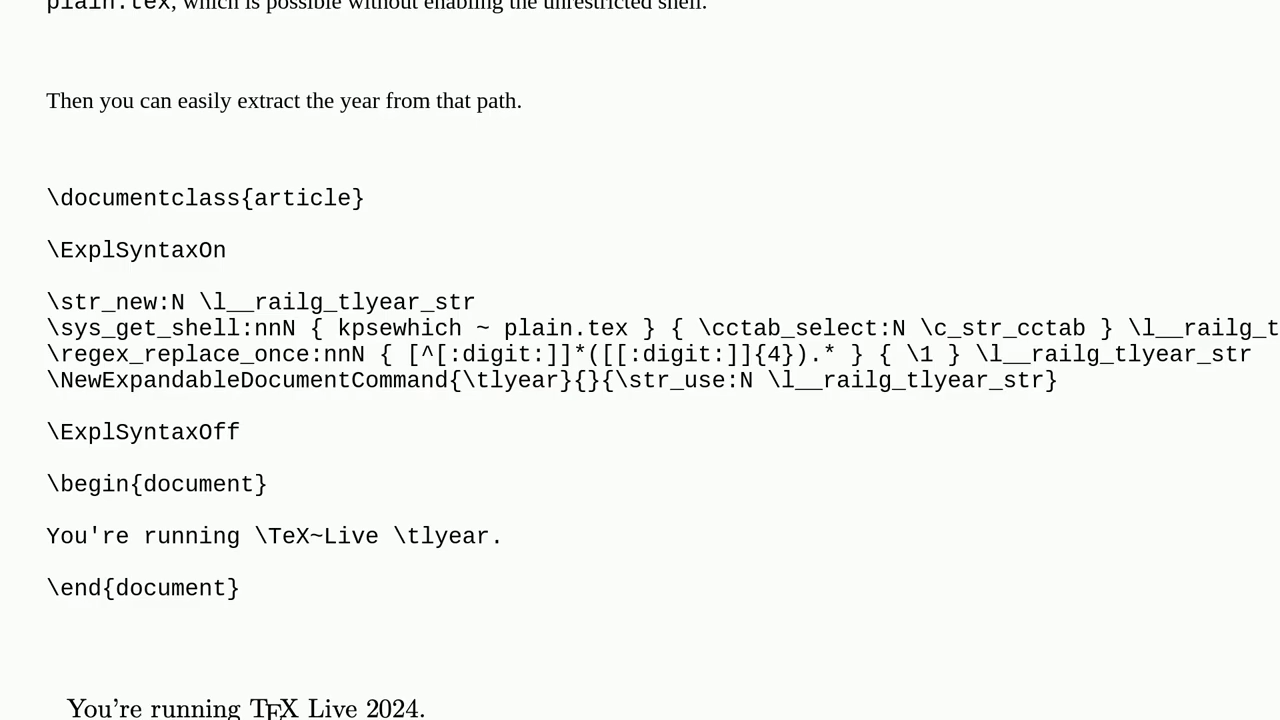 plain.tex, which is possible without enabling the unrestricted shell.
Then you can easily extract the year from that path.
\documentclass{article}
\ExplSyntaxOn
\str_new:N \l__railg_tlyear_str
\sys_get_shell:nnN { kpsewhich ~ plain.tex } { \cctab_select:N \c_str_cctab } \l__railg_t
\regex_replace_once:nnN { [^[:digit:]]*([[:digit:]]{4}).* } { \1 } \l__railg_tlyear_str
\NewExpandableDocumentCommand{\tlyear}{}{\str_use:N \l__railg_tlyear_str}
\ExplSyntaxOff
\begin{document}
You're running \TeX~Live \tlyear.
\end{document}
You’re running TEX Live 2024.